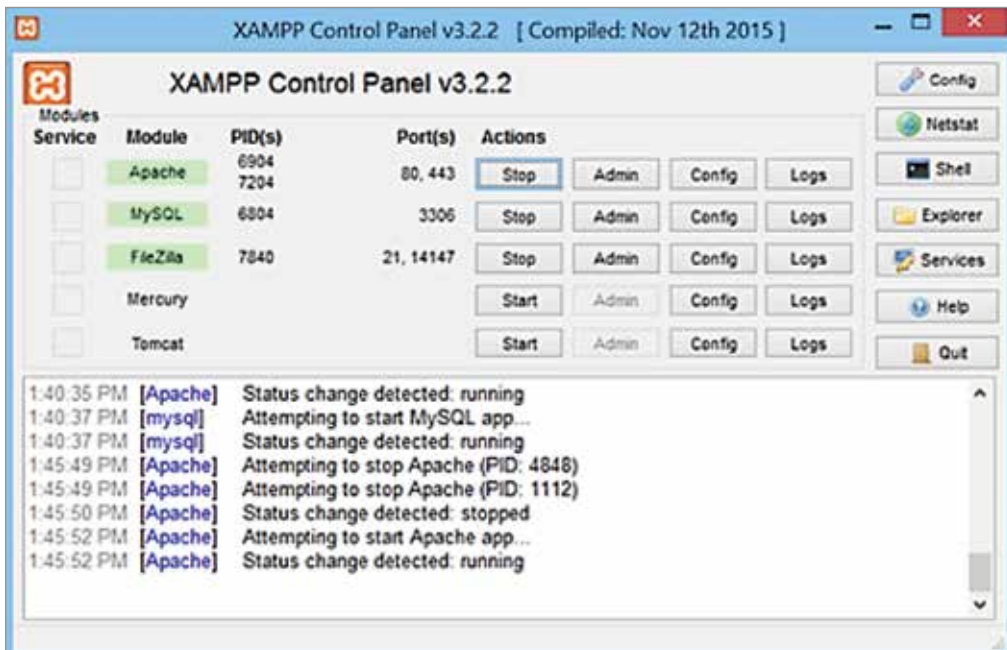 XAMPP Control Panel v3.2.2 [ Compiled: Nov 12th 2015 ]
XAMPP Control Panel v3.2.2
Config
Modules
Service Module PID(s) Port(s) Actions
Netstat
Apache 6904 7204 80, 443 Stop Admin Config Logs
Shell
MySQL 6804 3306 Stop Admin Config Logs
Explorer
FileZilla 7840 21, 14147 Stop Admin Config Logs
Services
Mercury Start Admin Config Logs
Help
Tomcat Start Admin Config Logs
Quit
1:40:35 PM [Apache] Status change detected: running
1:40:37 PM [mysql] Attempting to start MySQL app...
1:40:37 PM [mysql] Status change detected: running
1:45:49 PM [Apache] Attempting to stop Apache (PID: 4848)
1:45:49 PM [Apache] Attempting to stop Apache (PID: 1112)
1:45:50 PM [Apache] Status change detected: stopped
1:45:52 PM [Apache] Attempting to start Apache app...
1:45:52 PM [Apache] Status change detected: running